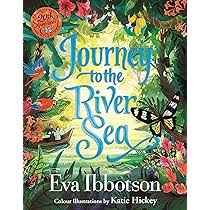 Journey
to the
River
Sea
Eva Ibbotson
Colour Illustrations by Katie Hickey